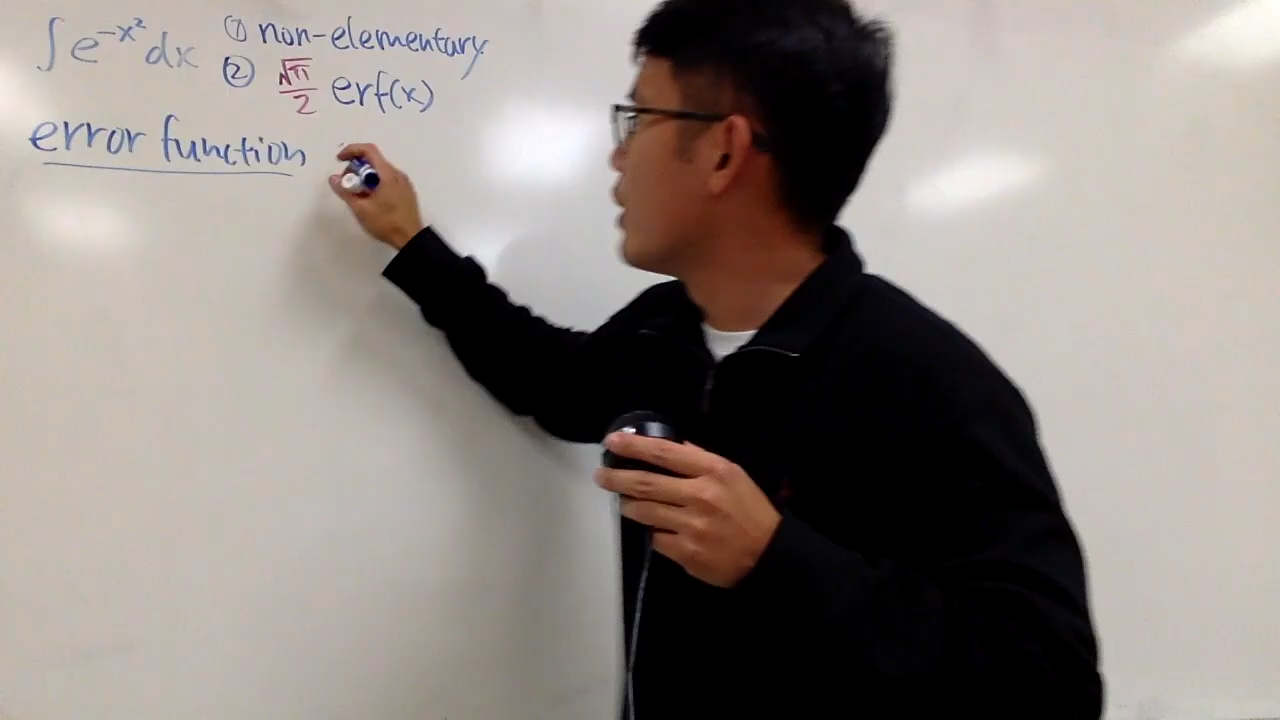 ∫e^{-x²}dx ① non-elementary
② √π/2 erf(x)
error function